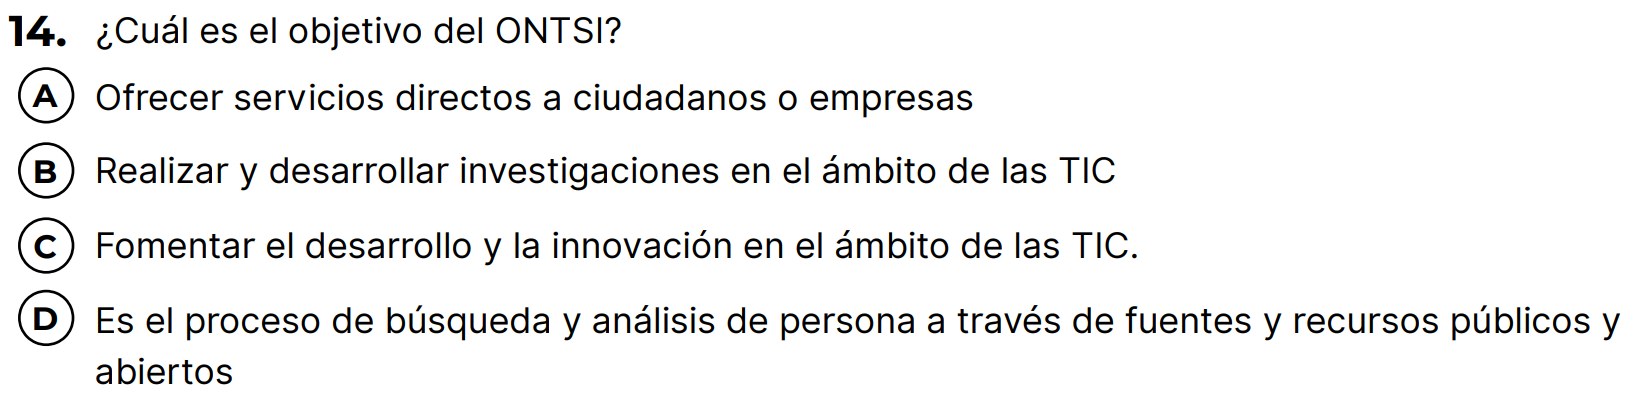 14. ¿Cuál es el objetivo del ONTSI?
A Ofrecer servicios directos a ciudadanos o empresas
B Realizar y desarrollar investigaciones en el ámbito de las TIC
C Fomentar el desarrollo y la innovación en el ámbito de las TIC.
D Es el proceso de búsqueda y análisis de persona a través de fuentes y recursos públicos y
abiertos